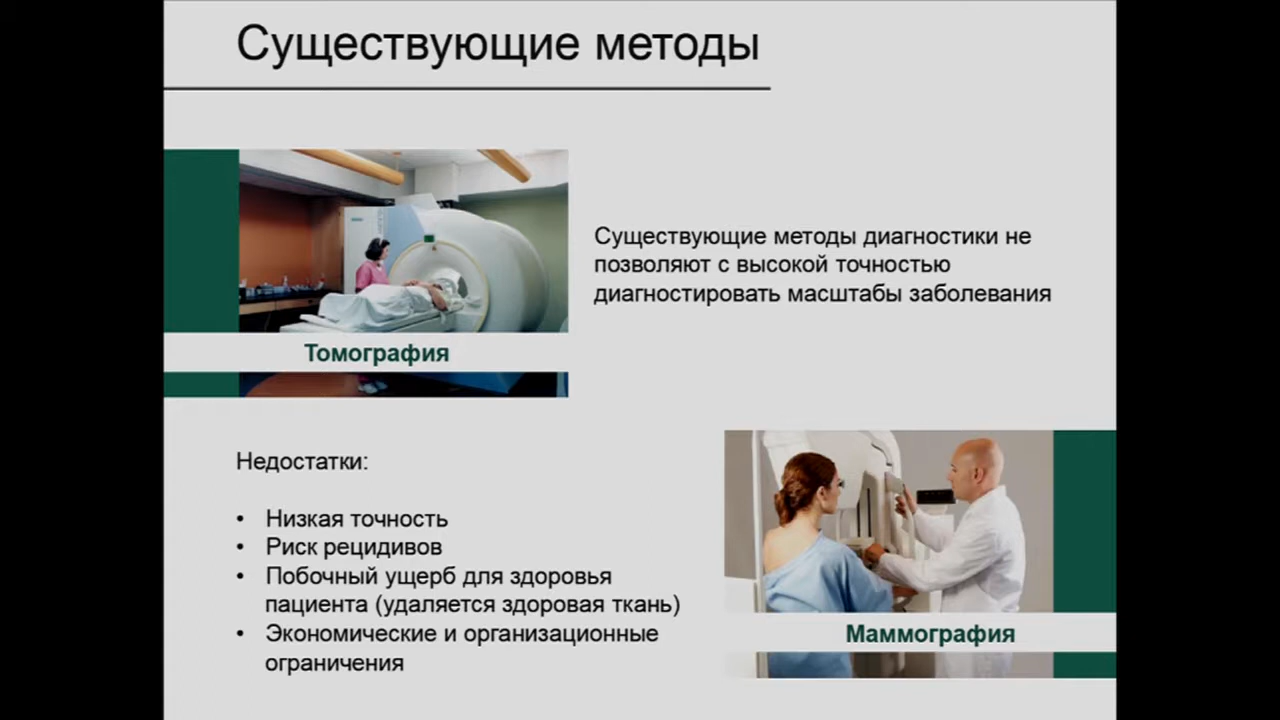 Существующие методы
Существующие методы диагностики не
позволяют с высокой точностью
диагностировать масштабы заболевания
Томография
Недостатки:
• Низкая точность
• Риск рецидивов
• Побочный ущерб для здоровья
пациента (удаляется здоровая ткань)
• Экономические и организационные
ограничения
Маммография